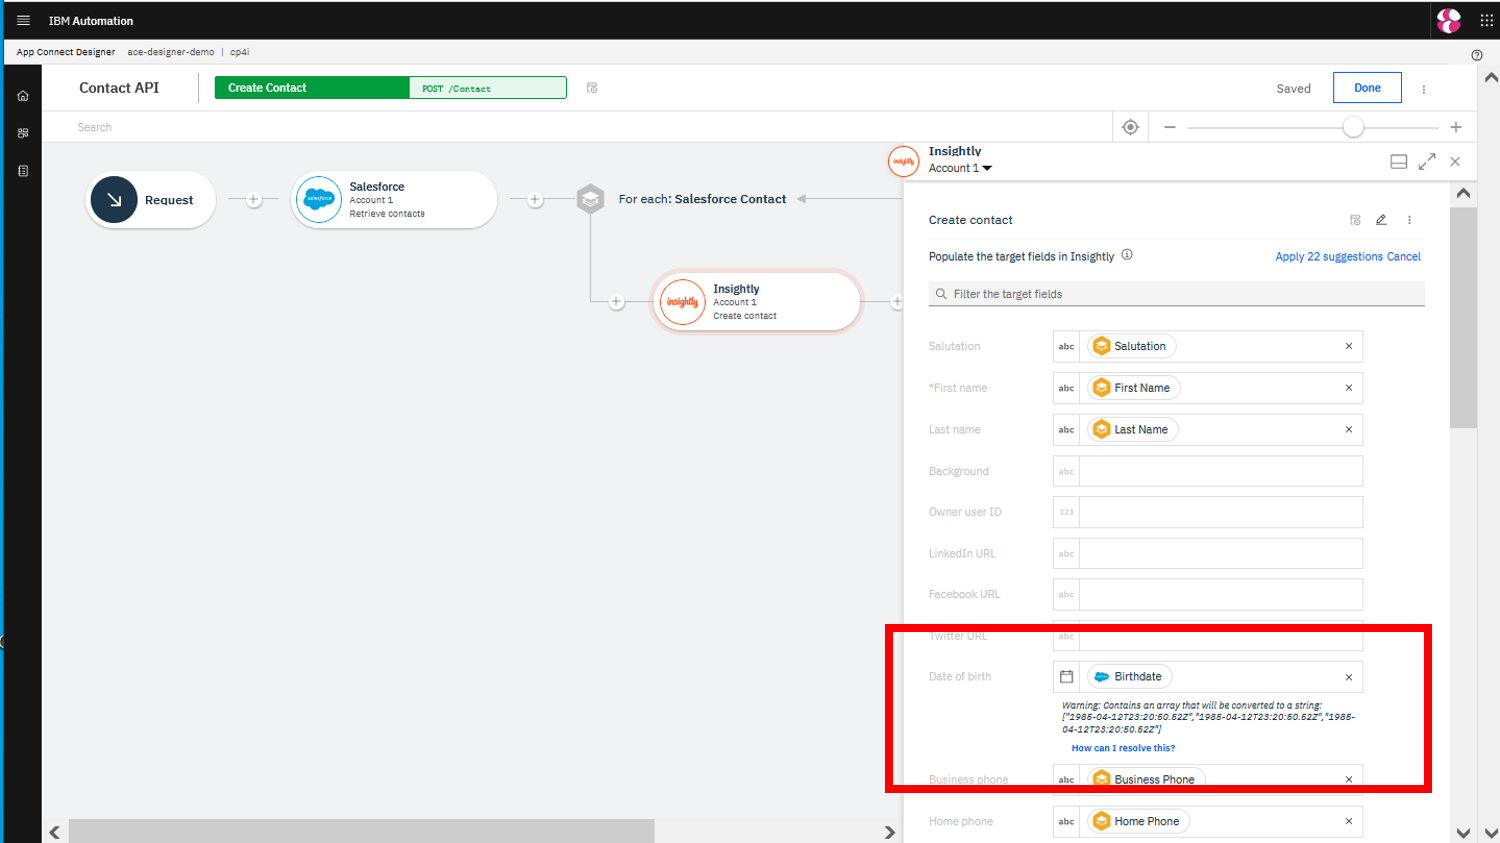 IBM Automation
App Connect Designer ace-designer-demo | cp4i
Contact API
Create Contact
POST /Contact
Saved
Done
Search
Request
salesforce
Salesforce
Account 1
Retrieve contacts
For each: Salesforce Contact
insightly
Insightly
Account 1
Create contact
insightly
Insightly
Account 1
Create contact
Populate the target fields in Insightly
Apply 22 suggestions Cancel
Filter the target fields
Salutation abc Salutation
*First name abc First Name
Last name abc Last Name
Background abc
Owner user ID 123
LinkedIn URL abc
Facebook URL abc
Twitter URL abc
Date of birth Birthdate
Warning: Contains an array that will be converted to a string:
["1985-04-12T23:20:50.52Z","1985-04-12T23:20:50.52Z","1985-
04-12T23:20:50.52Z"]
How can I resolve this?
Business phone abc Business Phone
Home phone abc Home Phone